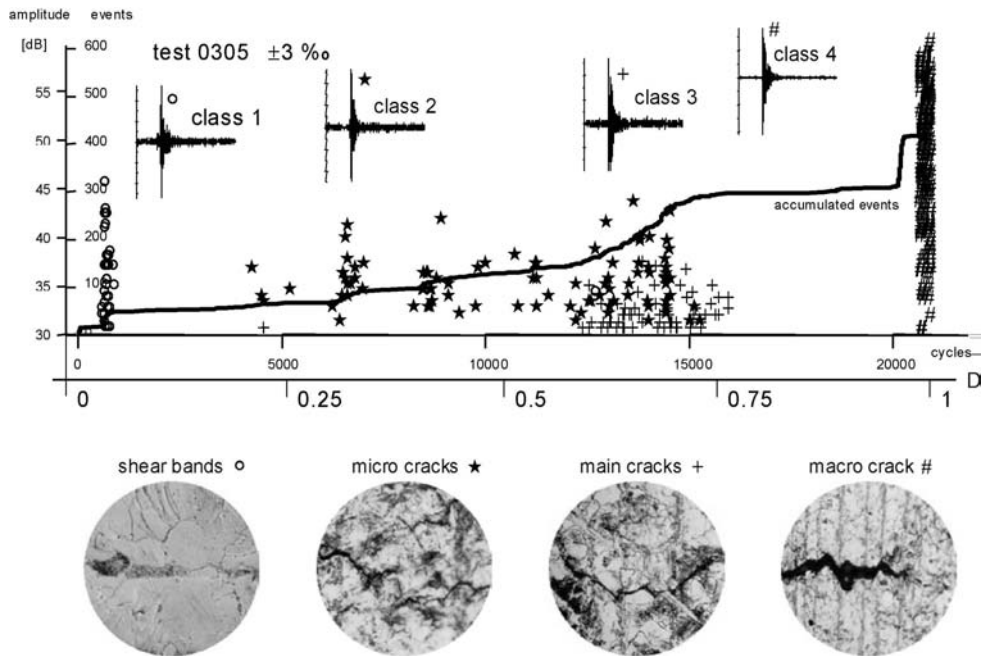 amplitude events
[dB] 600
test 0305 ±3 ‰
# class 4
class 1
class 2
class 3
55 500
50 400
45 300
accumulated events
40 200
35 100
30
0 5000 10000 15000 20000 cycles
D
0 0.25 0.5 0.75 1
shear bands o
micro cracks ★
main cracks +
macro crack #